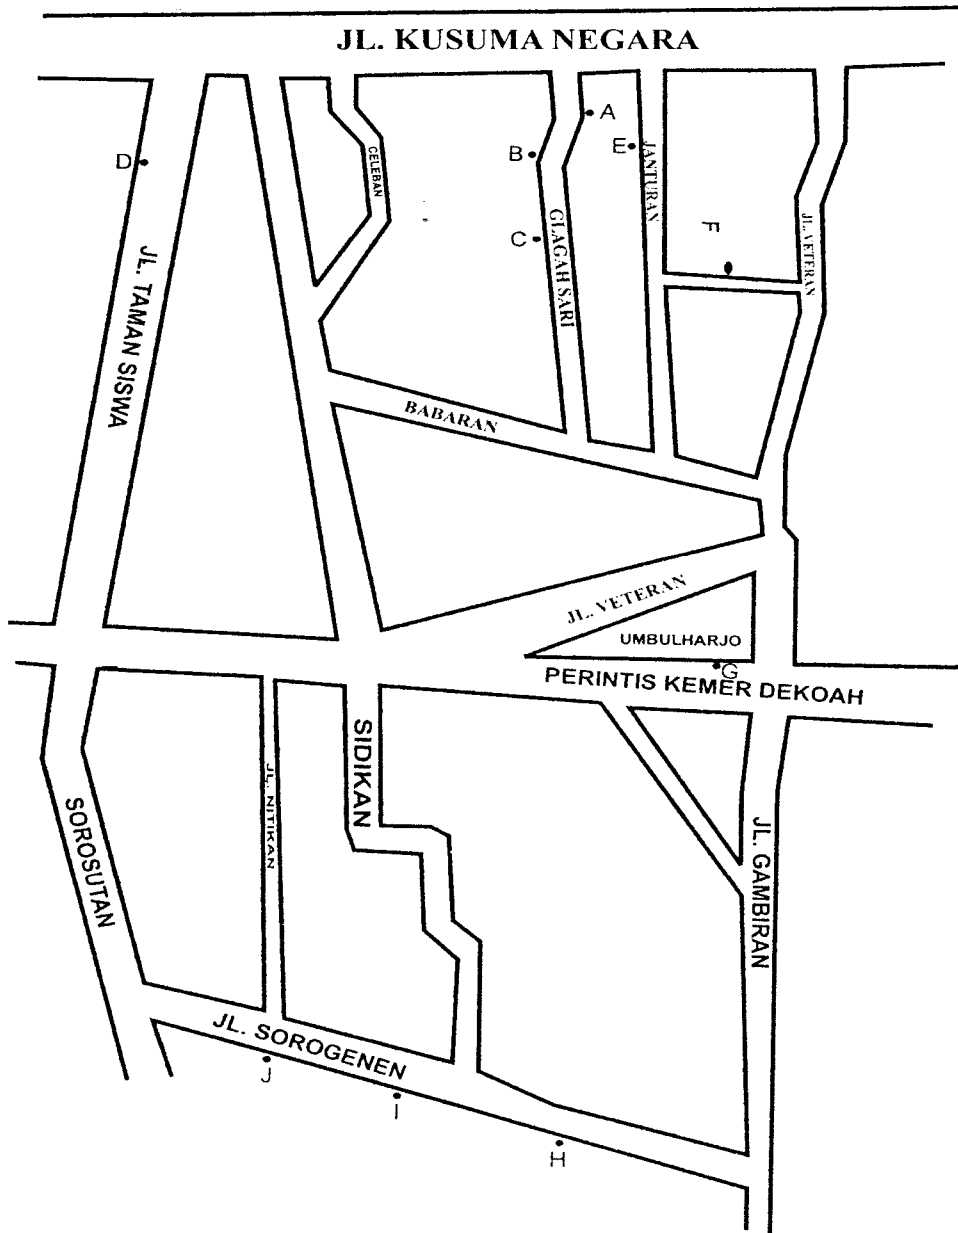 JL. KUSUMA NEGARA
A
B
E
D
CELEBAN
JANTURAN
C
GLAGAH SARI
F
JL. VETERAN
JL. TAMAN SISWA
BABARAN
JL. VETERAN
UMBULHARJO
G
PERINTIS KEMER DEKOAH
SIDIKAN
JL. NITIKAN
SOROSUTAN
JL. GAMBIRAN
JL. SOROGENEN
J
I
H